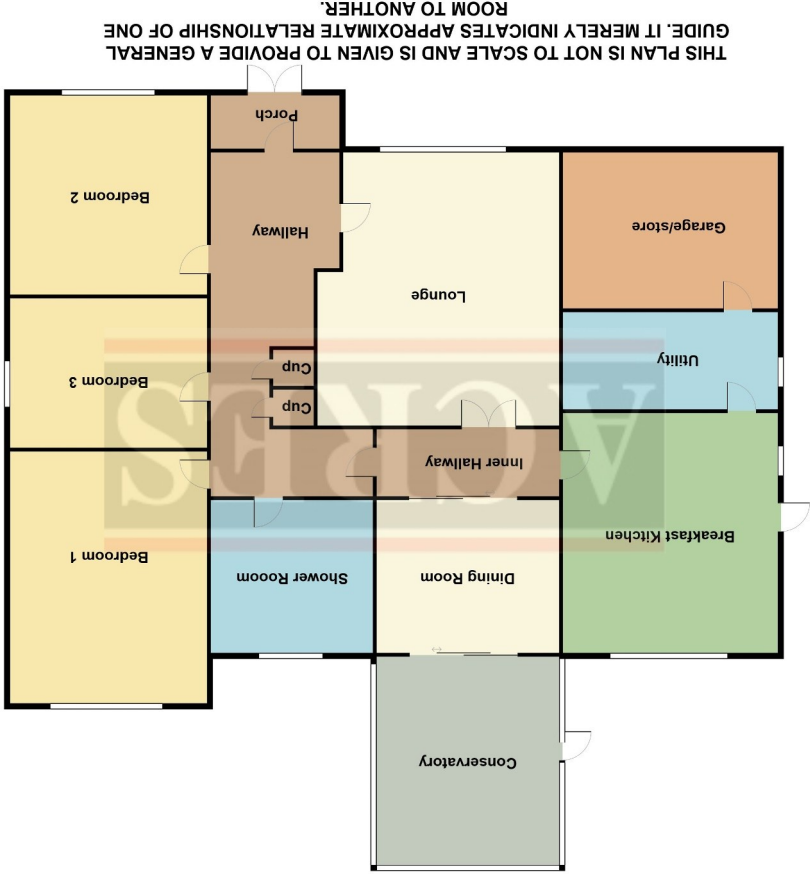 Conservatory
Dining Room
Shower Rooom
Bedroom 1
Breakfast Kitchen
Inner Hallway
ACRES
Cup
Bedroom 3
Cup
Utility
Lounge
Hallway
Garage/store
Bedroom 2
Porch
THIS PLAN IS NOT TO SCALE AND IS GIVEN TO PROVIDE A GENERAL
GUIDE. IT MERELY INDICATES APPROXIMATE RELATIONSHIP OF ONE
ROOM TO ANOTHER.